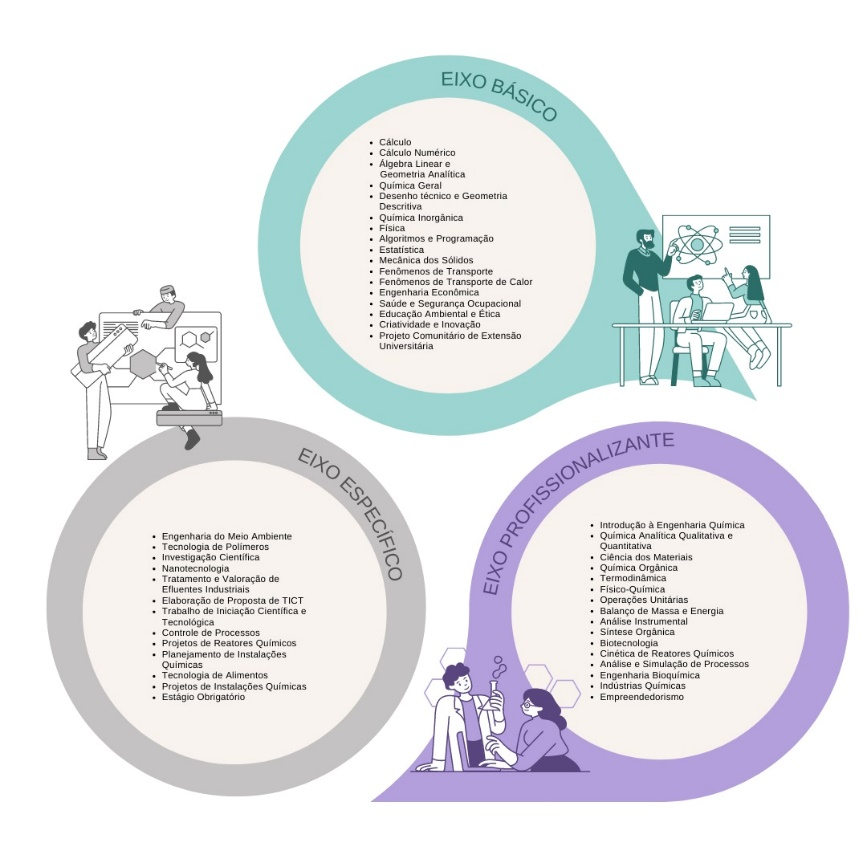 EIXO BÁSICO
• Cálculo
• Cálculo Numérico
• Álgebra Linear e
Geometria Analítica
• Química Geral
• Desenho técnico e Geometria
Descritiva
• Química Inorgânica
• Física
• Algoritmos e Programação
• Estatística
• Mecânica dos Sólidos
• Fenômenos de Transporte
• Fenômenos de Transporte de Calor
• Engenharia Econômica
• Saúde e Segurança Ocupacional
• Educação Ambiental e Ética
• Criatividade e Inovação
• Projeto Comunitário de Extensão
Universitária
EIXO ESPECÍFICO
• Engenharia do Meio Ambiente
• Tecnologia de Polímeros
• Investigação Científica
• Nanotecnologia
• Tratamento e Valoração de
Efluentes Industriais
• Elaboração de Proposta de TICT
• Trabalho de Iniciação Científica e
Tecnológica
• Controle de Processos
• Projetos de Reatores Químicos
• Planejamento de Instalações
Químicas
• Tecnologia de Alimentos
• Projetos de Instalações Químicas
• Estágio Obrigatório
EIXO PROFISSIONALIZANTE
• Introdução à Engenharia Química
• Química Analítica Qualitativa e
Quantitativa
• Ciência dos Materiais
• Química Orgânica
• Termodinâmica
• Físico-Química
• Operações Unitárias
• Balanço de Massa e Energia
• Análise Instrumental
• Síntese Orgânica
• Biotecnologia
• Cinética de Reatores Químicos
• Análise e Simulação de Processos
• Engenharia Bioquímica
• Indústrias Químicas
• Empreendedorismo